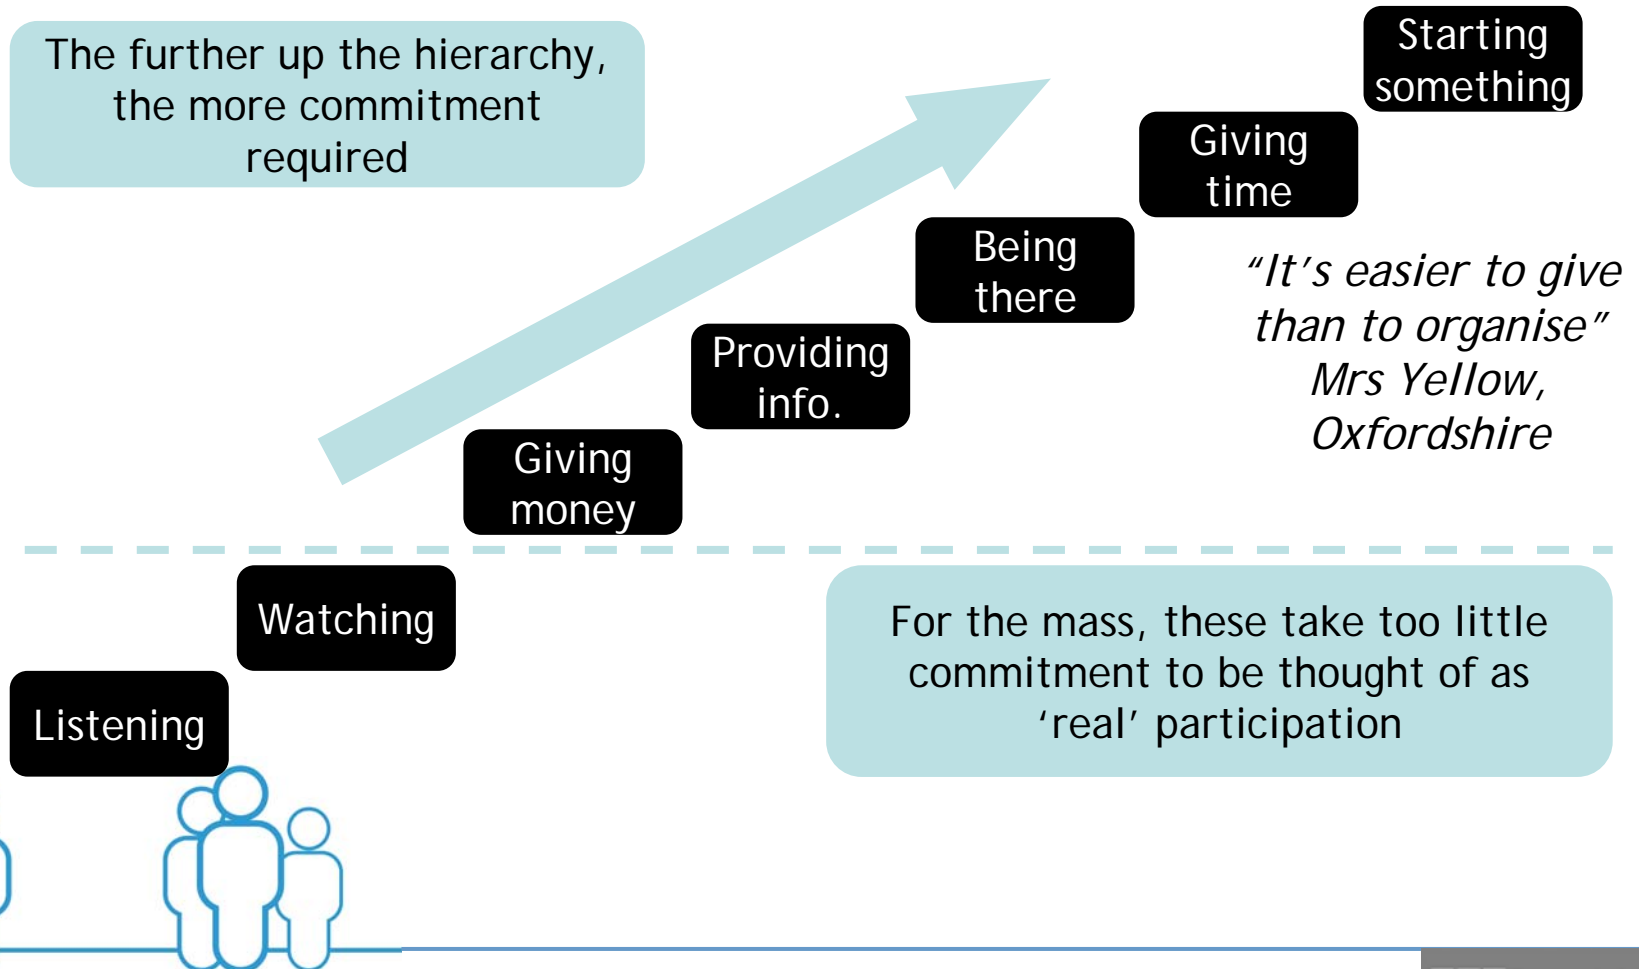 The further up the hierarchy,
the more commitment
required
Starting
something
Giving
time
Being
there
"It's easier to give
than to organise"
Mrs Yellow,
Oxfordshire
Providing
info.
Giving
money
Watching
For the mass, these take too little
commitment to be thought of as
‘real’ participation
Listening